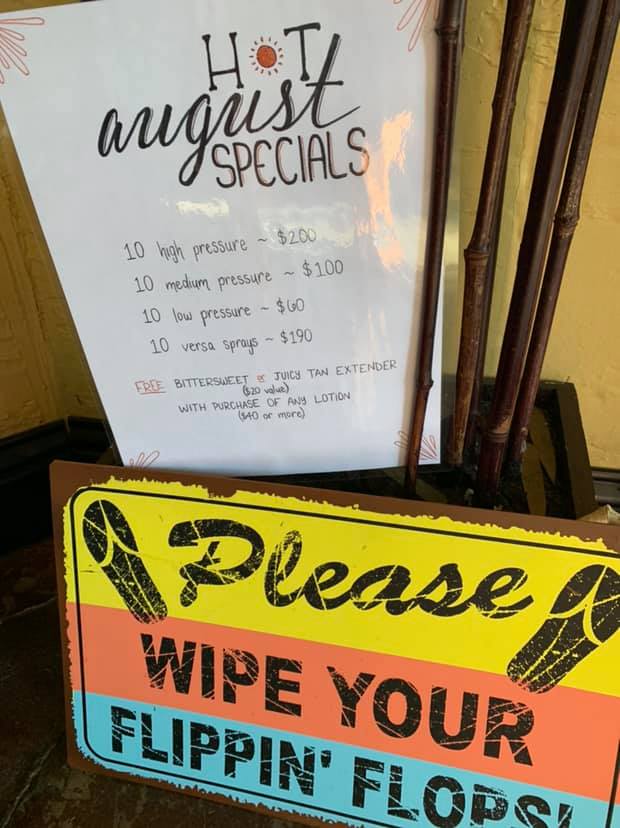 HOT
august
SPECIALS
10 high pressure ~ $200
10 medium pressure ~ $100
10 low pressure ~ $60
10 versa sprays ~ $190
FREE BITTERSWEET or JUICY TAN EXTENDER
($20 value)
WITH PURCHASE OF ANY LOTION
($40 or more)
Please
WIPE YOUR
FLIPPIN' FLOPS!